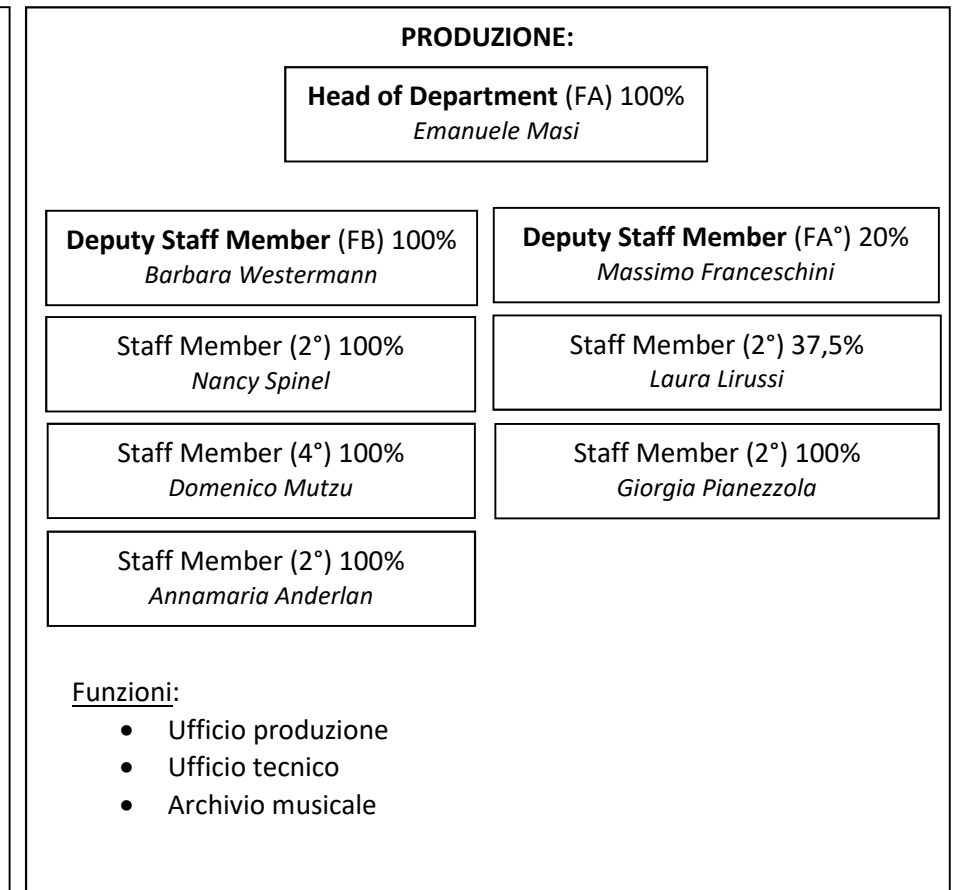 PRODUZIONE:
Head of Department (FA) 100%
Emanuele Masi
Deputy Staff Member (FB) 100%
Barbara Westermann
Deputy Staff Member (FA°) 20%
Massimo Franceschini
Staff Member (2°) 100%
Nancy Spinel
Staff Member (2°) 37,5%
Laura Lirussi
Staff Member (4°) 100%
Domenico Mutzu
Staff Member (2°) 100%
Giorgia Pianezzola
Staff Member (2°) 100%
Annamaria Anderlan
Funzioni:
• Ufficio produzione
• Ufficio tecnico
• Archivio musicale